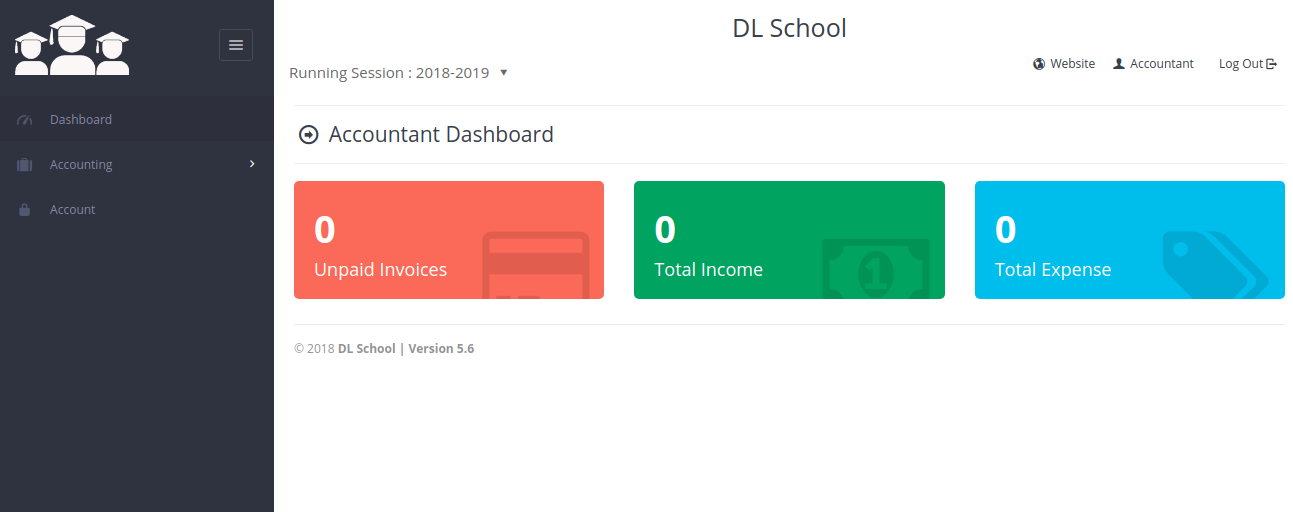 DL School
Running Session : 2018-2019 ▼
Website Accountant Log Out
Dashboard
Accounting
Account
Accountant Dashboard
0
Unpaid Invoices
0
Total Income
1
0
Total Expense
© 2018 DL School | Version 5.6